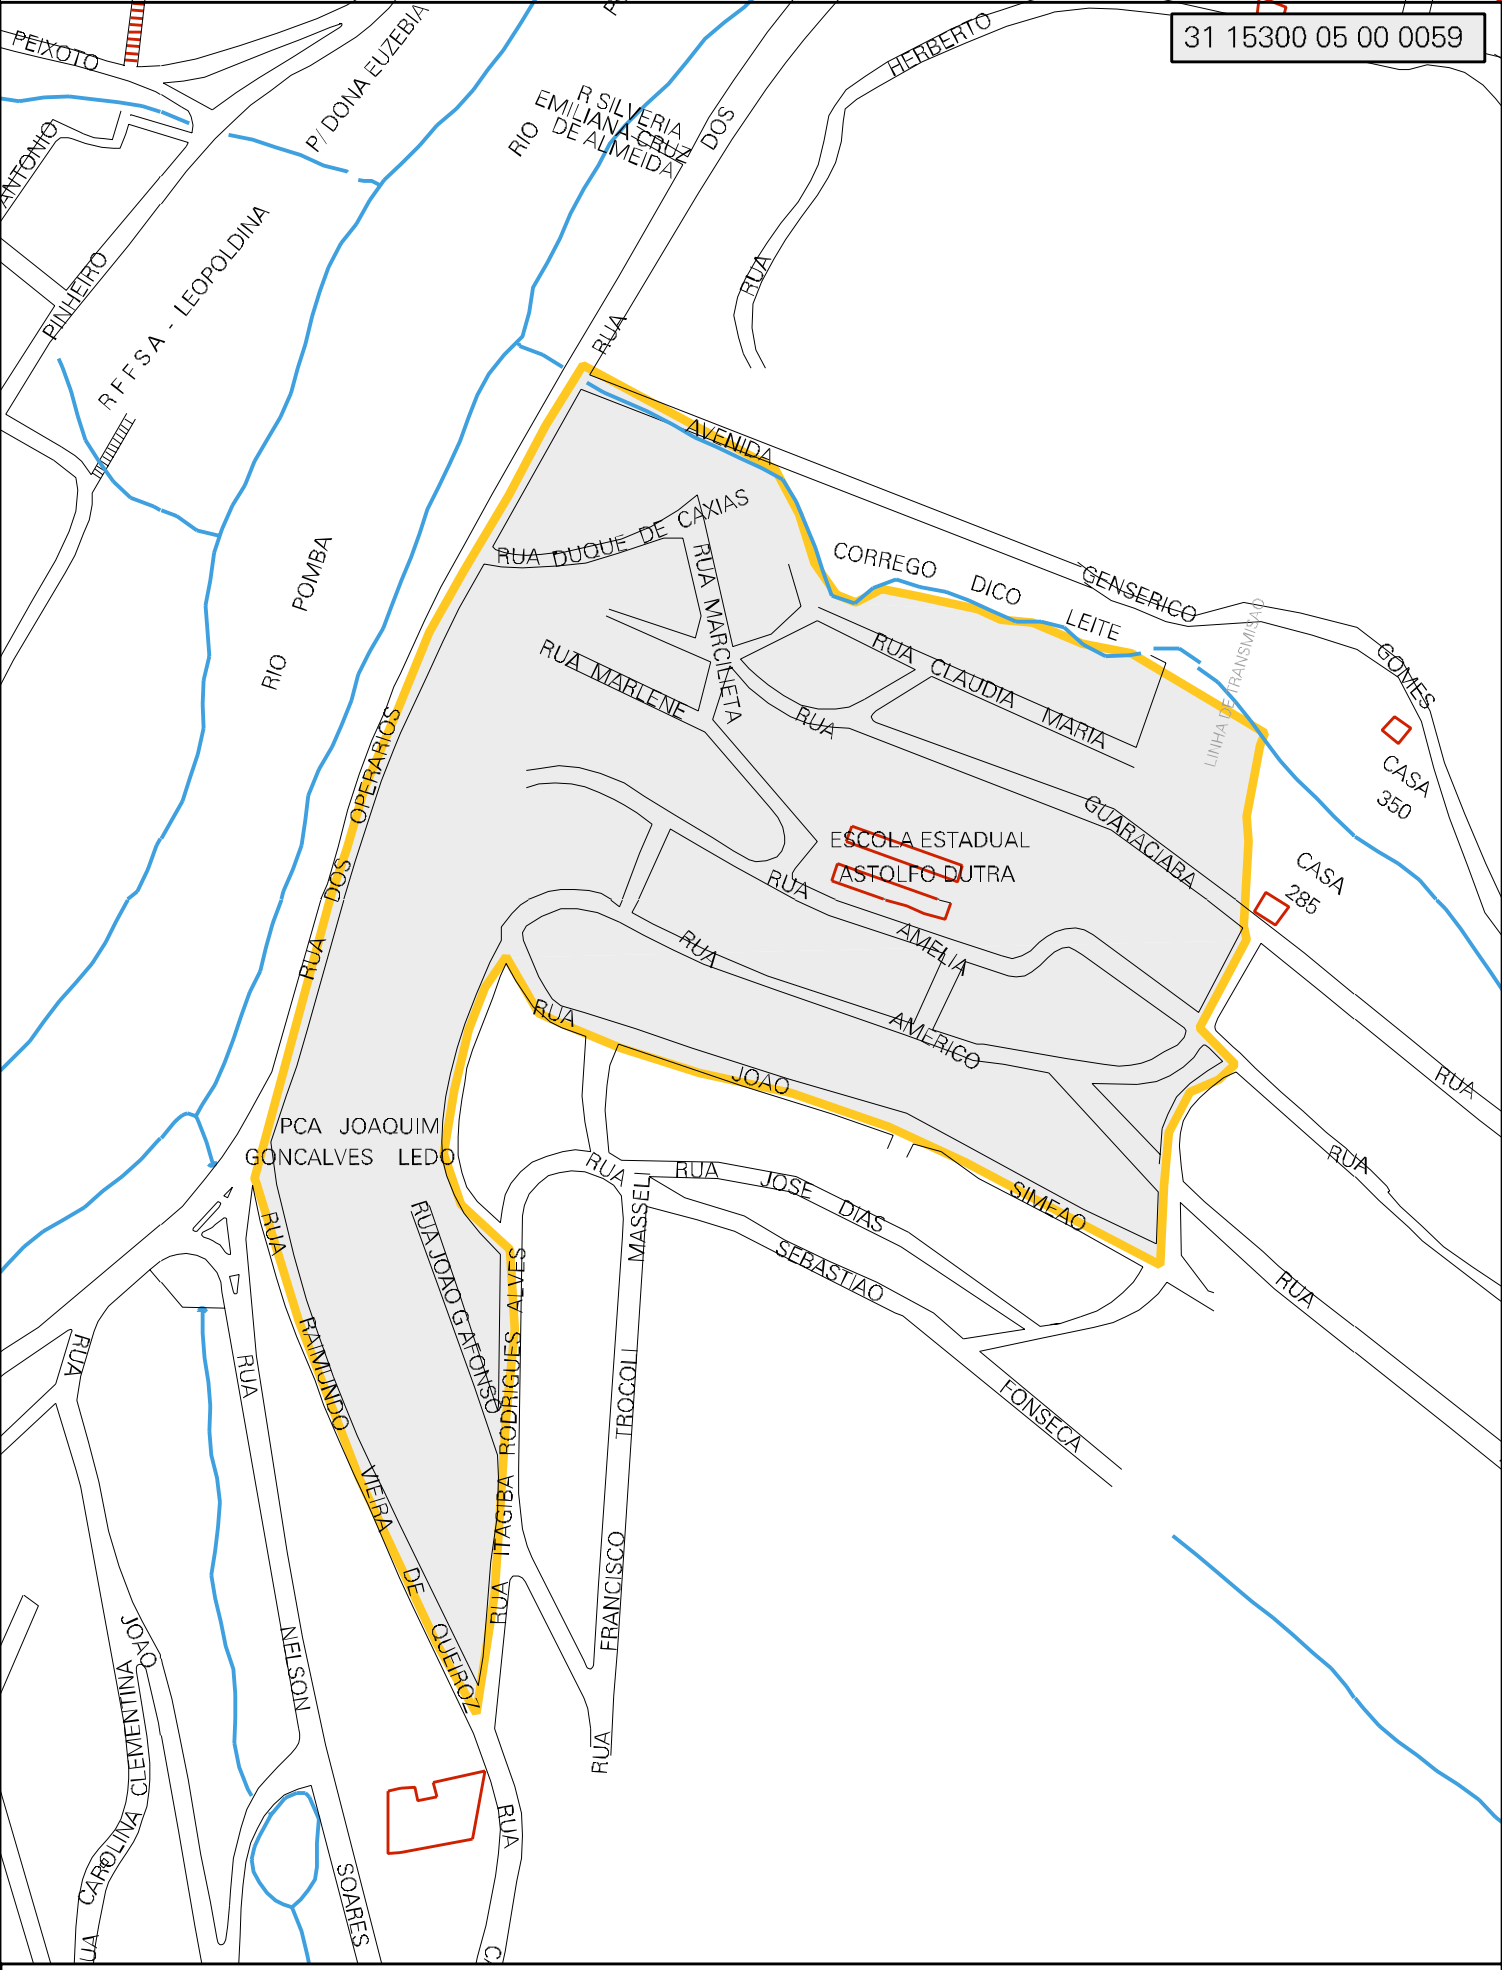 31 15300 05 00 0059
PEIXOTO
HERBERTO
P/ DONA EUZEBIA
R SILVERIA
EMILIANA CRUZ
DE ALMEIDA
RIO
DOS
ANTONIO
PINHEIRO
R F F S A - LEOPOLDINA
RUA
RUA
AVENIDA
RUA DUQUE DE CAXIAS
CORREGO DICO LEITE
GENSERICO
GOMES
LINHA DE TRANSMISAO
RIO POMBA
RUA MARCILIETA
RUA MARLENE
RUA CLAUDIA MARIA
RUA GUARACIABA
CASA
350
CASA
285
ESCOLA ESTADUAL
ASTOLFO DUTRA
RUA DOS OPERARIOS
RUA AMELIA
RUA AMERICO
RUA JOAO SIMEAO
RUA
RUA
RUA
PCA JOAQUIM
GONCALVES LEDO
RUA JOAO G AFONSO
RUA
RUA JOSE DIAS
SEBASTIAO FONSECA
RUA FRANCISCO TROCOLI MASSELI
RUA ITAGIBA RODRIGUES ALVES
RUA RAIMUNDO VIEIRA DE QUEIROZ
RUA NELSON SOARES
RUA
JOAO
CAROLINA CLEMENTINA
UA
RUA